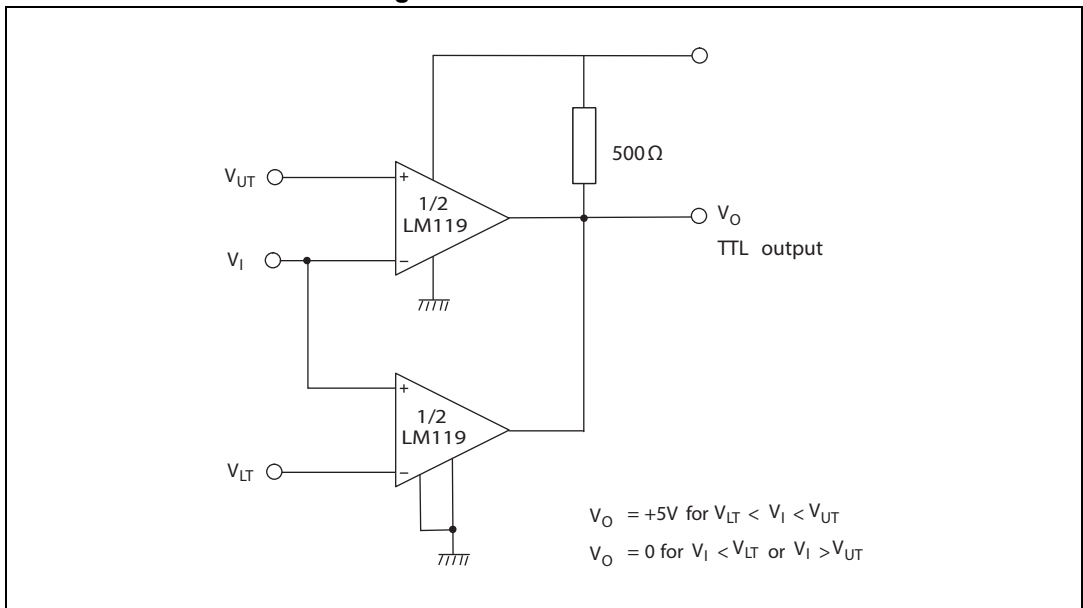 500Ω
V_UT
+
1/2
LM119
V_O
TTL output
V_I
−
+
1/2
LM119
V_LT
−
V_O = +5V for V_LT < V_I < V_UT
V_O = 0 for V_I < V_LT or V_I > V_UT